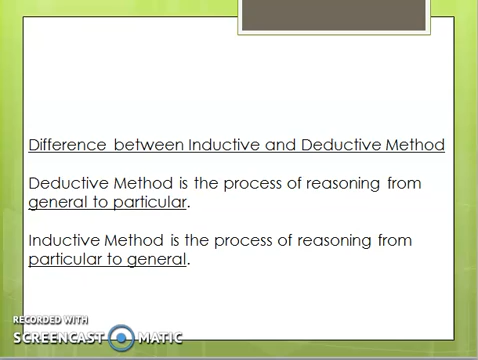 Difference between Inductive and Deductive Method
Deductive Method is the process of reasoning from
general to particular.
Inductive Method is the process of reasoning from
particular to general.
RECORDED WITH
SCREENCAST MATIC